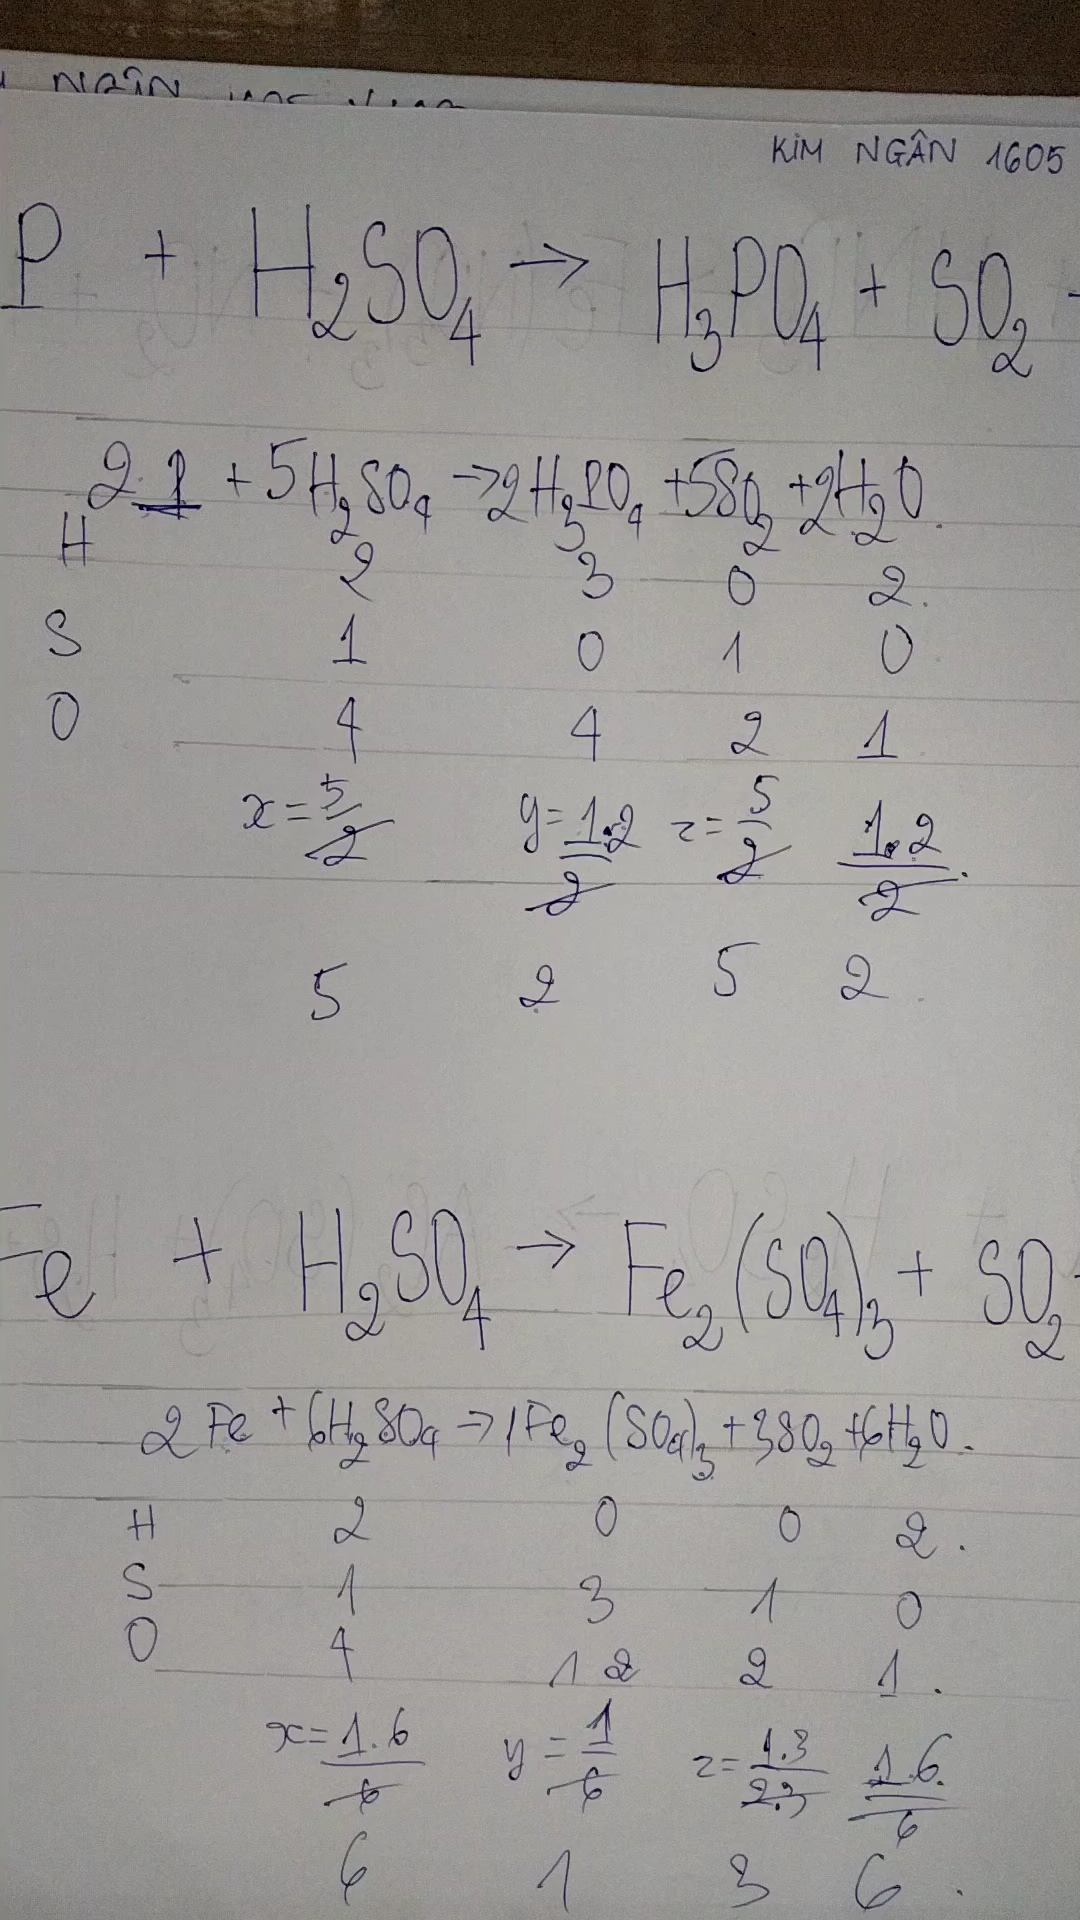 NGÂN
KIM NGÂN 1605
P + H₂SO₄ → H₃PO₄ + SO₂ +
2 P + 5H₂SO₄ → 2H₃PO₄ + 5SO₂ + 2H₂O.
H 2 3 0 2.
S 1 0 1 0
O 4 4 2 1
x = 5/2 y = 1.2/2 z = 5/2 1.2/2.
5 2 5 2.
Fe + H₂SO₄ → Fe₂(SO₄)₃ + SO₂ +
2 Fe + 6H₂SO₄ → 1Fe₂(SO₄)₃ + 3SO₂ + 6H₂O.
H 2 0 0 2.
S 1 3 1 0
O 4 12 2 1.
x = 1.6/6 y = 1/6 z = 1.3/2.3 1.6/6
6 1 3 6.